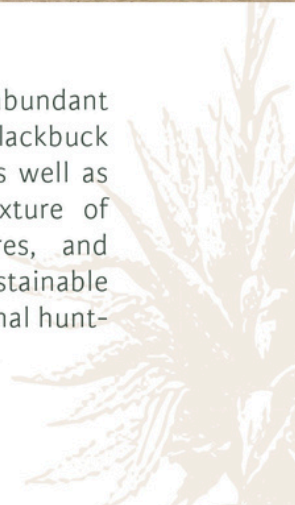 abundant
lackbuck
s well as
xture of
res, and
stainable
nal hunt-